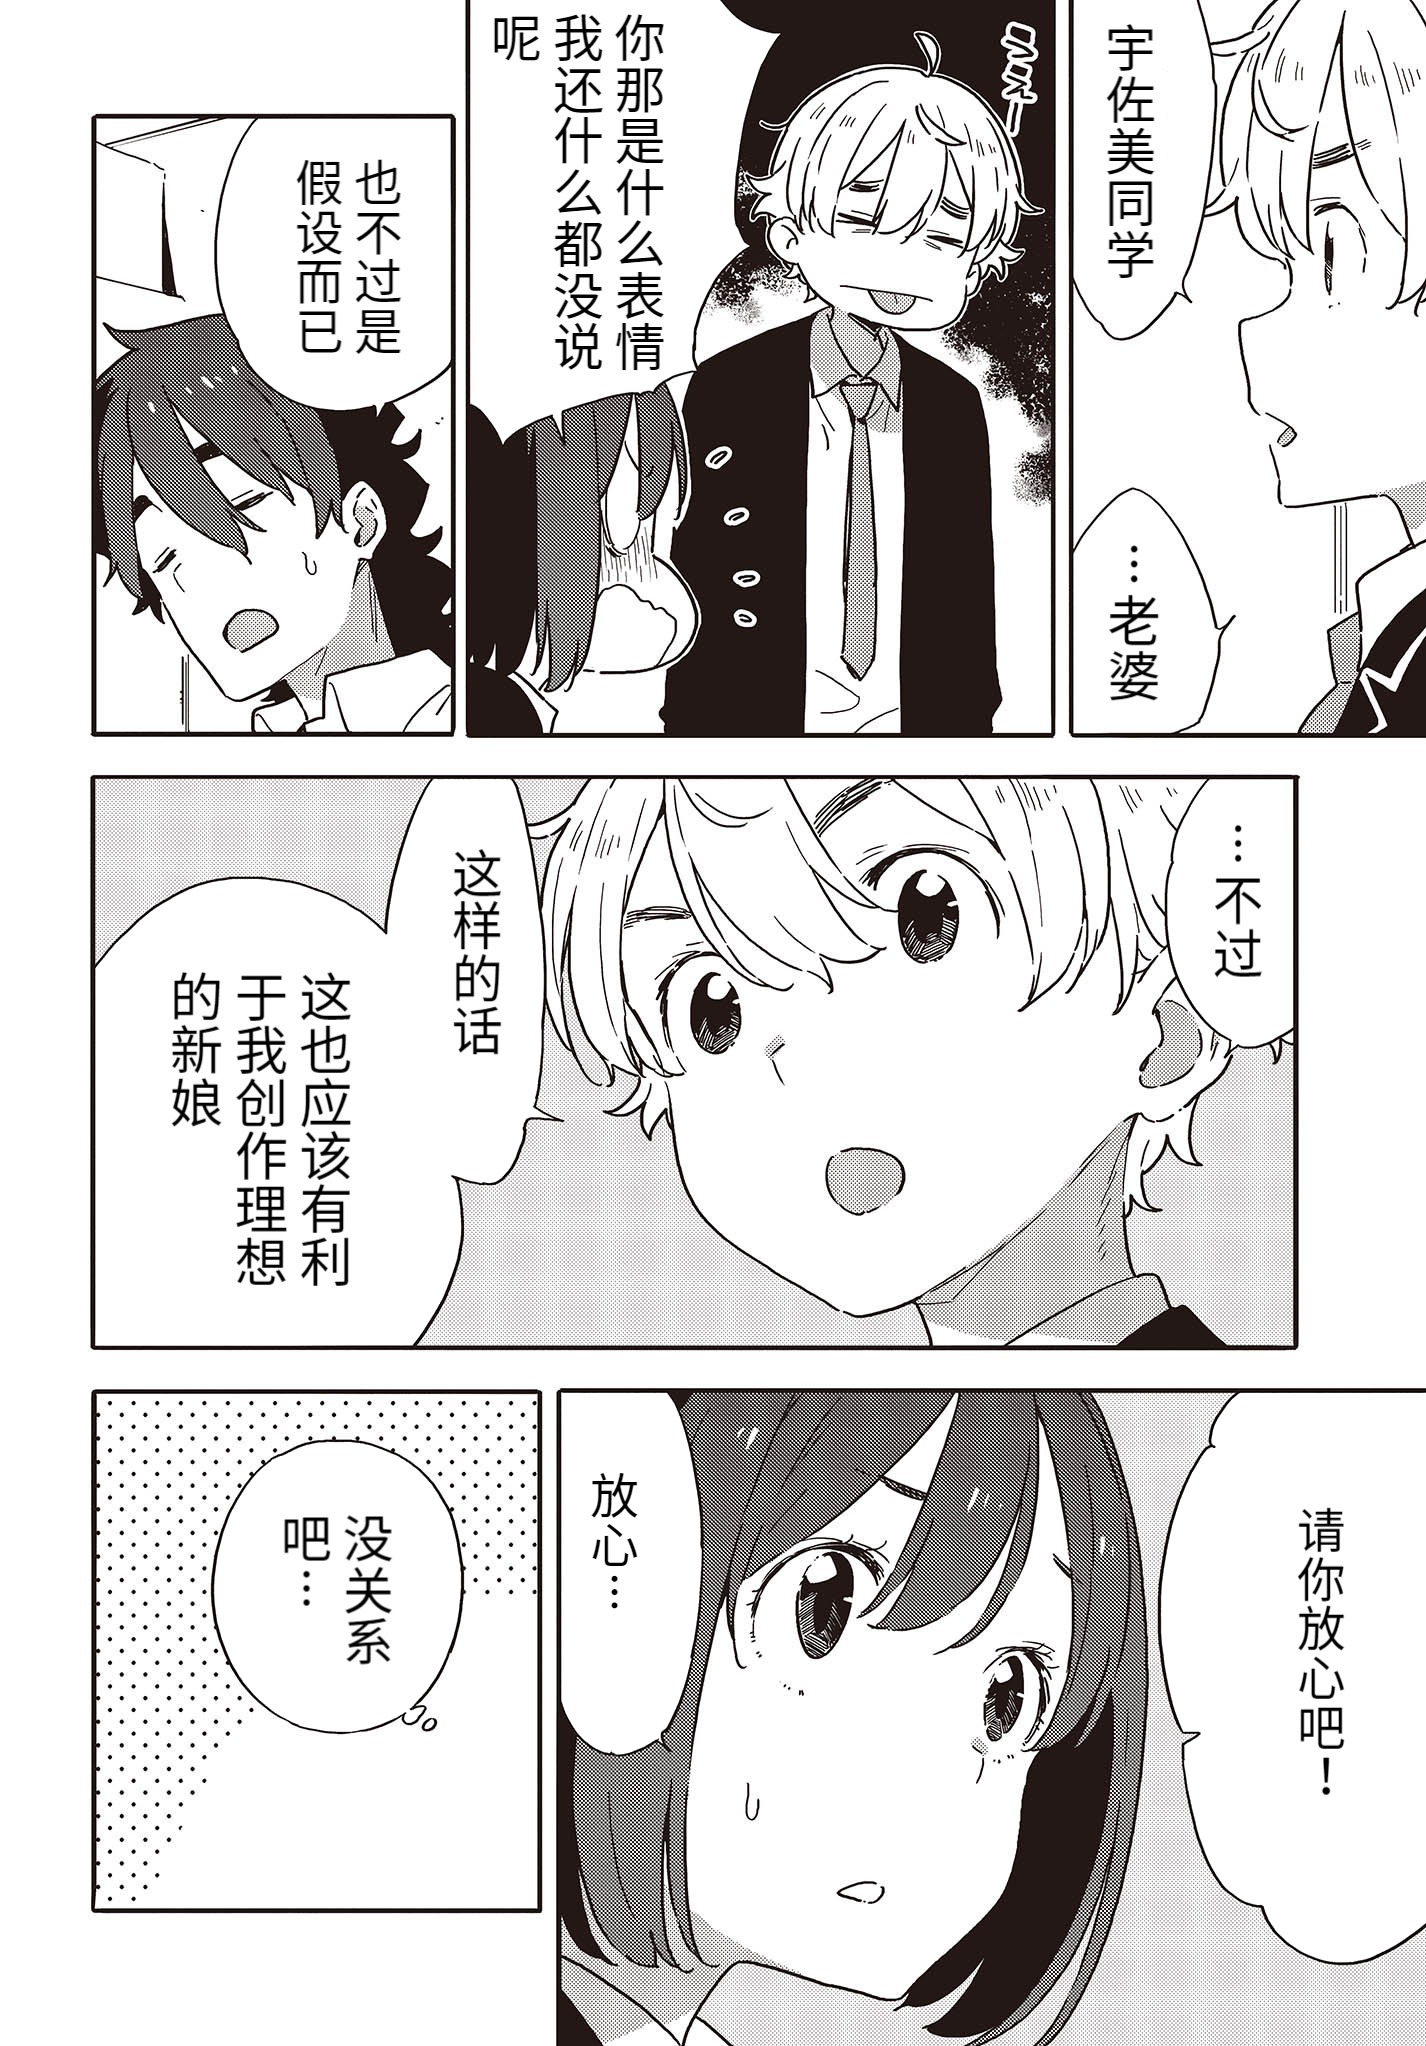 宇佐美同学
…老婆
うえー
你那是什么表情
我还什么都没说
呢
也不过是
假设而已
…不过
这样的话
这也应该有利
于我创作理想
的新娘
请你放心吧！
放心…
没关系
吧…